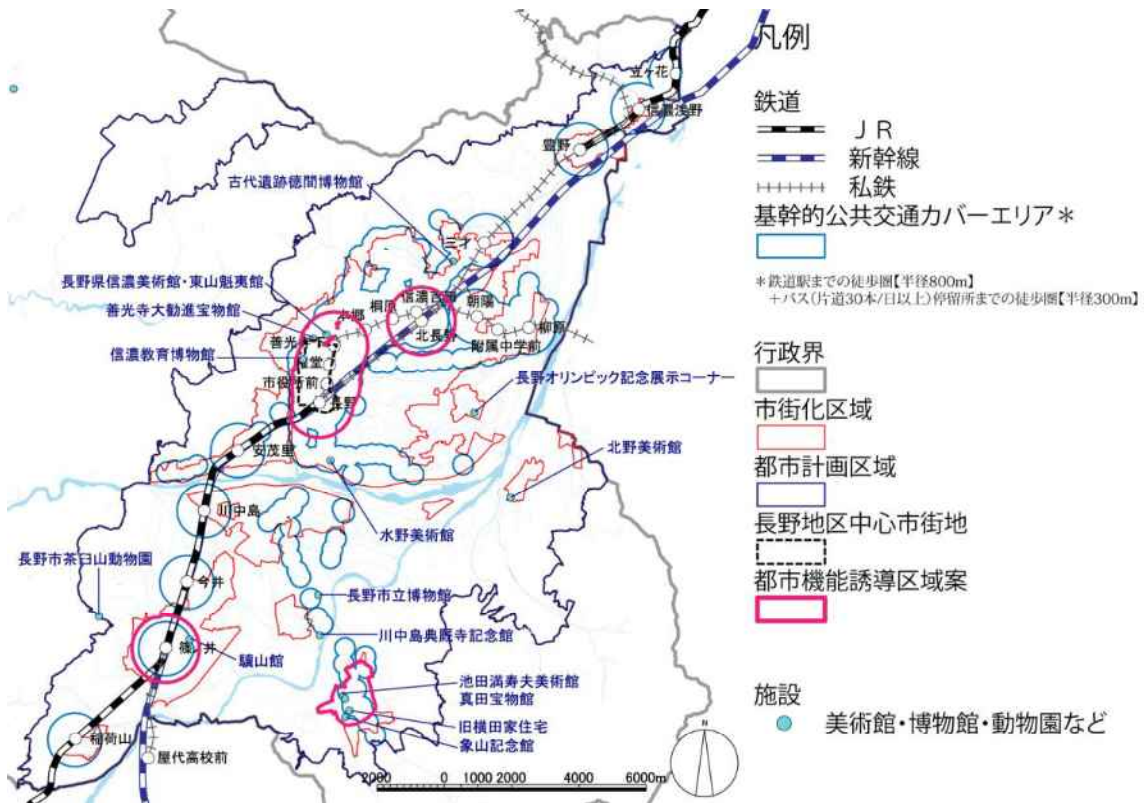 凡例
鉄道
JR
新幹線
私鉄
基幹的公共交通カバーエリア＊
＊鉄道駅までの徒歩圏【半径800m】
＋バス（片道30本/日以上）停留所までの徒歩圏【半径300m】
行政界
市街化区域
都市計画区域
長野地区中心市街地
都市機能誘導区域案
施設
美術館・博物館・動物園など
立ヶ花
信濃浅野
豊野
古代遺跡徳間博物館
三才
長野県信濃美術館・東山魁夷館
善光寺大勧進宝物館
信濃教育博物館
本郷
桐原
信濃吉田
朝陽
北長野
附属中学前
柳原
善光寺下
権堂
市役所前
長野
長野オリンピック記念展示コーナー
安茂里
北野美術館
川中島
水野美術館
長野市茶臼山動物園
今井
長野市立博物館
川中島典厩寺記念館
篠ノ井
驥山館
池田満寿夫美術館
真田宝物館
旧横田家住宅
象山記念館
稲荷山
屋代高校前
N
2000 0 1000 2000 4000 6000m